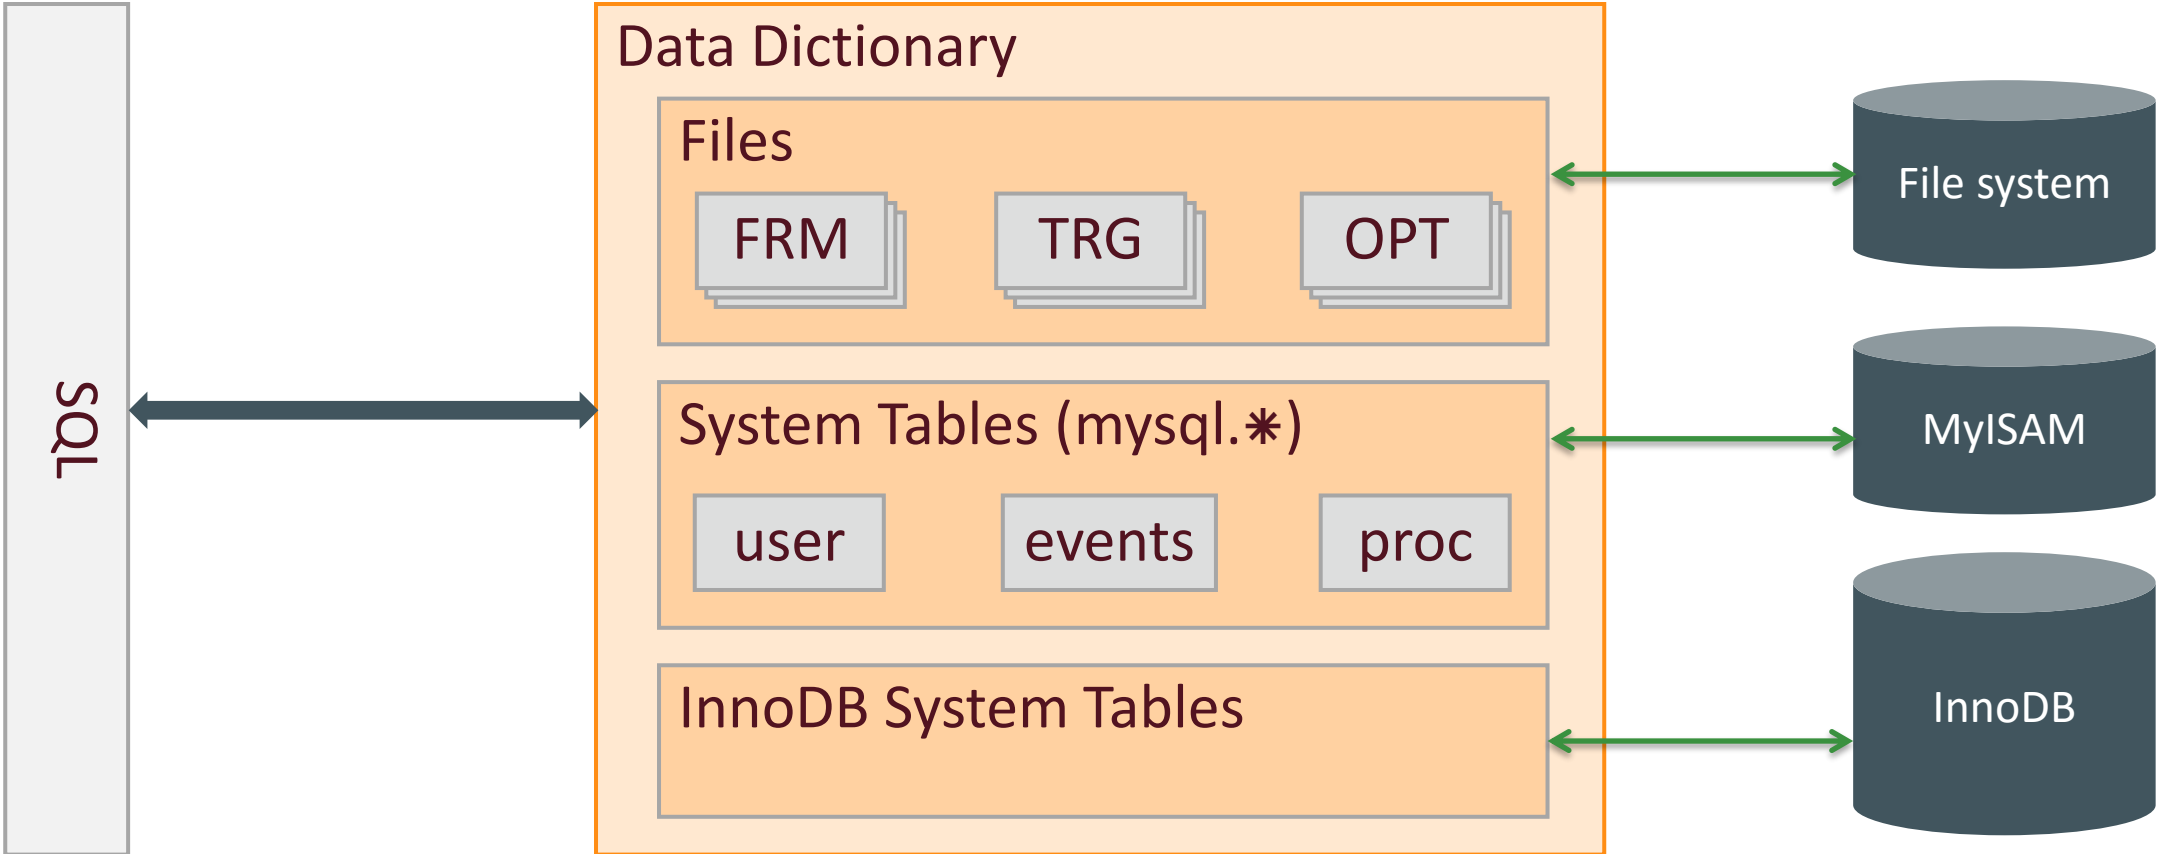 SQL
Data Dictionary
Files
FRM
TRG
OPT
System Tables (mysql.*)
user
events
proc
InnoDB System Tables
File system
MyISAM
InnoDB